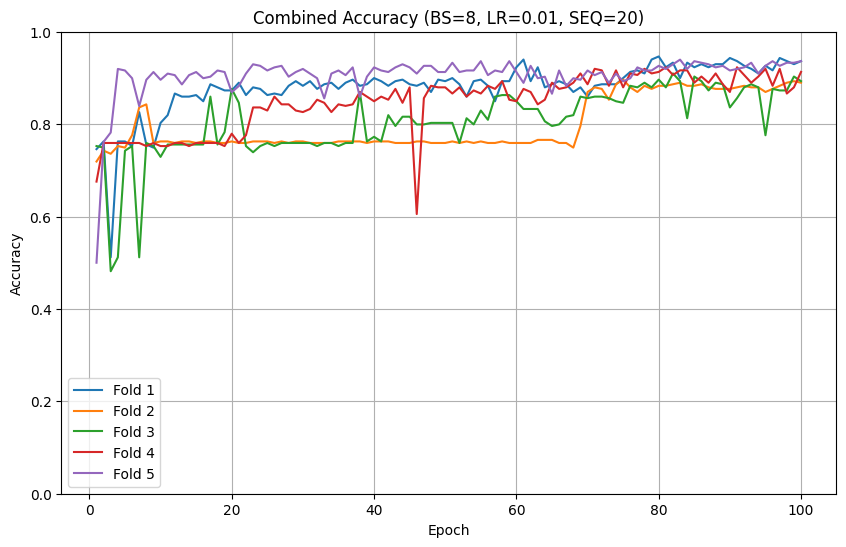 Combined Accuracy (BS=8, LR=0.01, SEQ=20)
1.0
0.8
0.6
0.4
0.2
0.0
Accuracy
Fold 1
Fold 2
Fold 3
Fold 4
Fold 5
0 20 40 60 80 100
Epoch